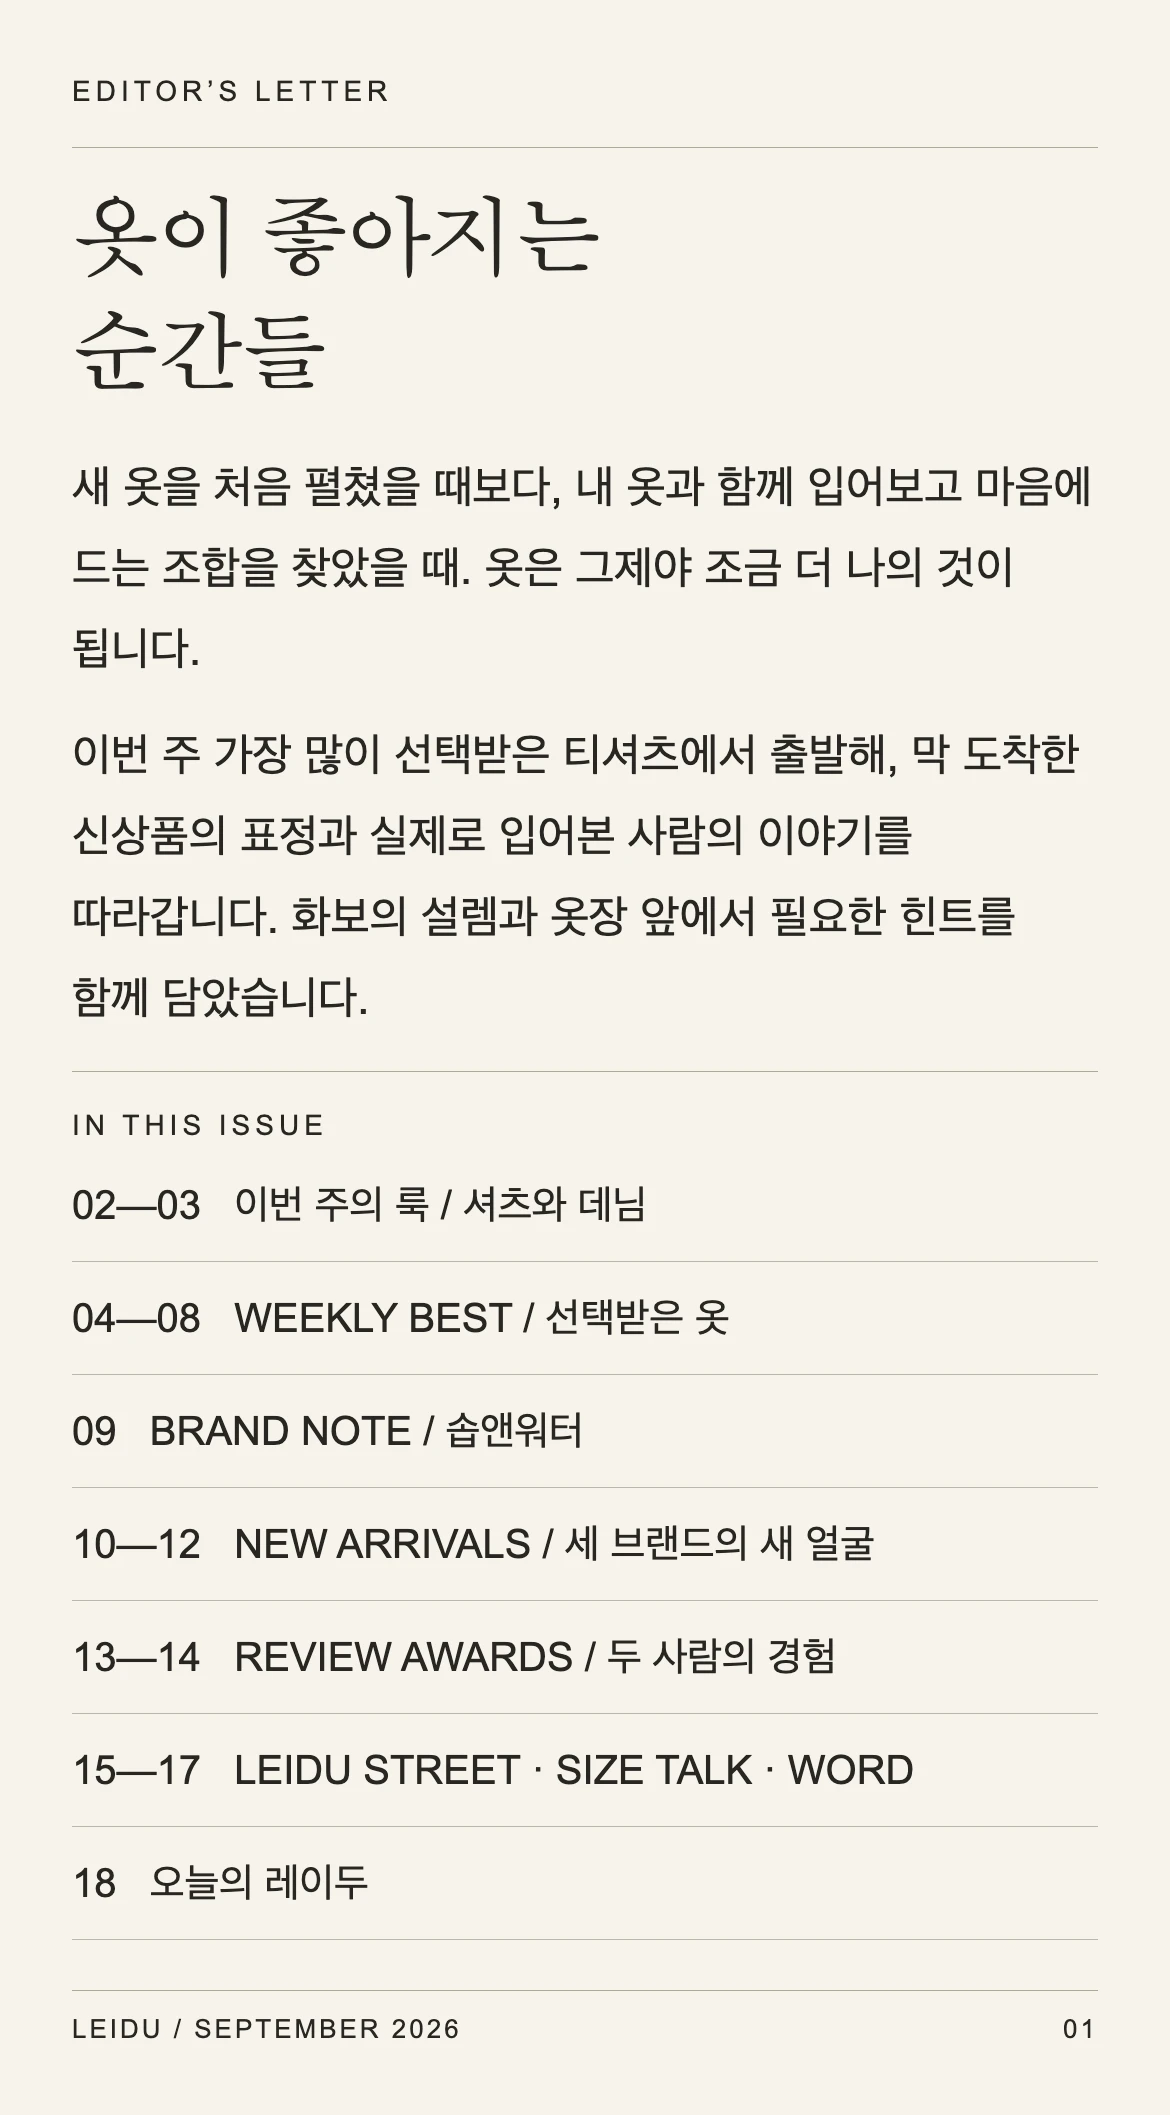 EDITOR’S LETTER
옷이 좋아지는
순간들
새 옷을 처음 펼쳤을 때보다, 내 옷과 함께 입어보고 마음에
드는 조합을 찾았을 때. 옷은 그제야 조금 더 나의 것이
됩니다.
이번 주 가장 많이 선택받은 티셔츠에서 출발해, 막 도착한
신상품의 표정과 실제로 입어본 사람의 이야기를
따라갑니다. 화보의 설렘과 옷장 앞에서 필요한 힌트를
함께 담았습니다.
IN THIS ISSUE
02—03 이번 주의 룩 / 셔츠와 데님
04—08 WEEKLY BEST / 선택받은 옷
09 BRAND NOTE / 솝앤워터
10—12 NEW ARRIVALS / 세 브랜드의 새 얼굴
13—14 REVIEW AWARDS / 두 사람의 경험
15—17 LEIDU STREET · SIZE TALK · WORD
18 오늘의 레이두
LEIDU / SEPTEMBER 2026 01